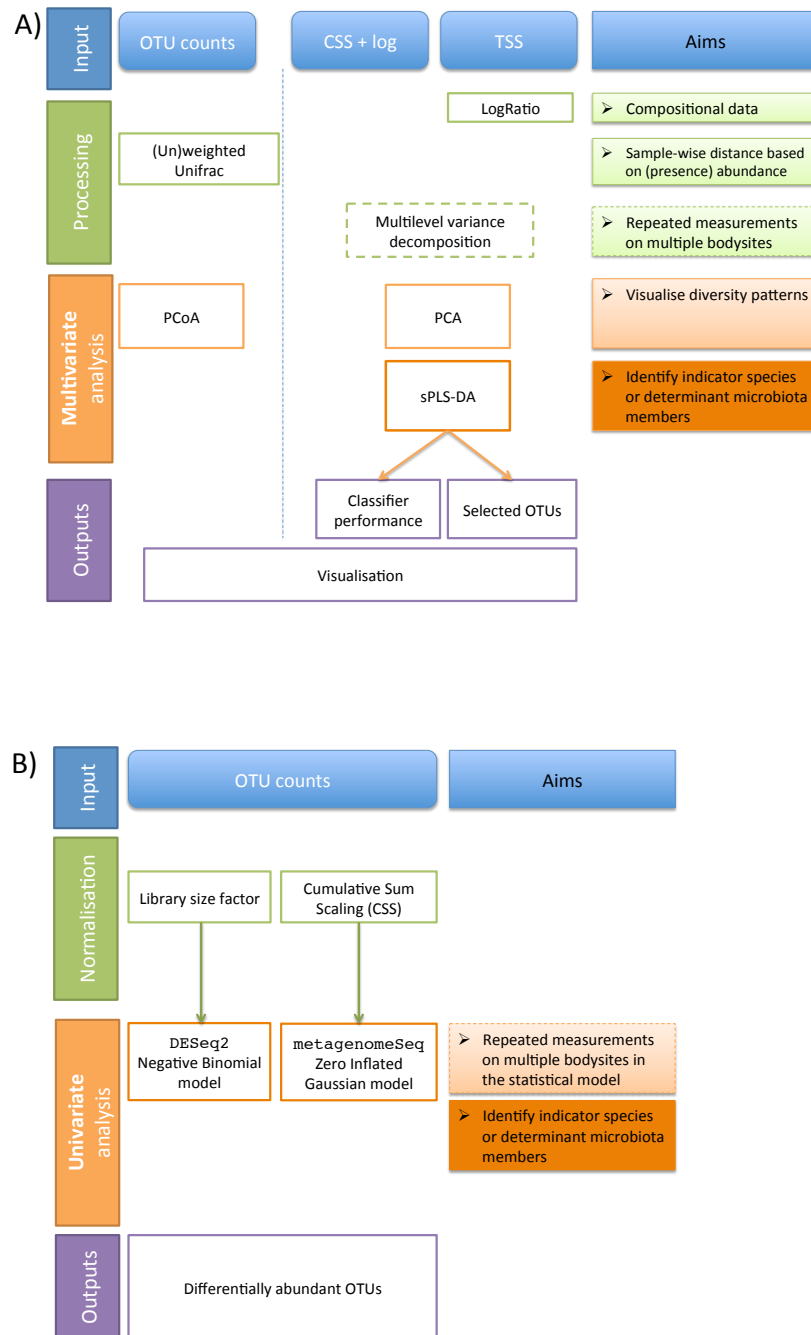 A)
Input
OTU counts
CSS + log
TSS
Aims
Processing
LogRatio
➢ Compositional data
(Un)weighted
Unifrac
➢ Sample-wise distance based
on (presence) abundance
Multilevel variance
decomposition
➢ Repeated measurements
on multiple bodysites
Multivariate
analysis
PCoA
PCA
➢ Visualise diversity patterns
sPLS-DA
➢ Identify indicator species
or determinant microbiota
members
Outputs
Classifier
performance
Selected OTUs
Visualisation
B)
Input
OTU counts
Aims
Normalisation
Library size factor
Cumulative Sum
Scaling (CSS)
Univariate
analysis
DESeq2
Negative Binomial
model
metagenomeSeq
Zero Inflated
Gaussian model
➢ Repeated measurements
on multiple bodysites in
the statistical model
➢ Identify indicator species
or determinant microbiota
members
Outputs
Differentially abundant OTUs